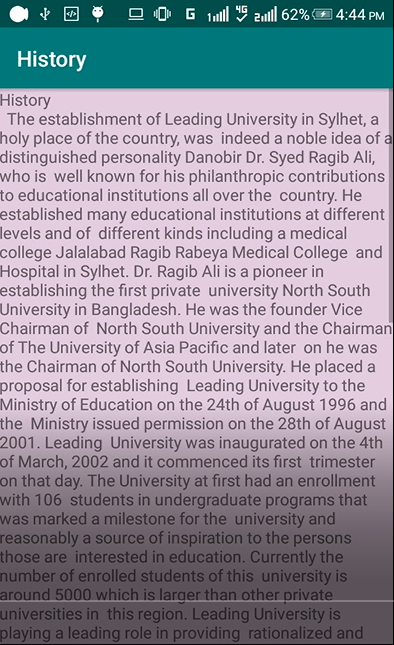 G 1 4G 2 62% 4:44 PM
History
History
The establishment of Leading University in Sylhet, a
holy place of the country, was indeed a noble idea of a
distinguished personality Danobir Dr. Syed Ragib Ali,
who is well known for his philanthropic contributions
to educational institutions all over the country. He
established many educational institutions at different
levels and of different kinds including a medical
college Jalalabad Ragib Rabeya Medical College and
Hospital in Sylhet. Dr. Ragib Ali is a pioneer in
establishing the first private university North South
University in Bangladesh. He was the founder Vice
Chairman of North South University and the Chairman
of The University of Asia Pacific and later on he was
the Chairman of North South University. He placed a
proposal for establishing Leading University to the
Ministry of Education on the 24th of August 1996 and
the Ministry issued permission on the 28th of August
2001. Leading University was inaugurated on the 4th
of March, 2002 and it commenced its first trimester
on that day. The University at first had an enrollment
with 106 students in undergraduate programs that
was marked a milestone for the university and
reasonably a source of inspiration to the persons
those are interested in education. Currently the
number of enrolled students of this university is
around 5000 which is larger than other private
universities in this region. Leading University is
playing a leading role in providing rationalized and